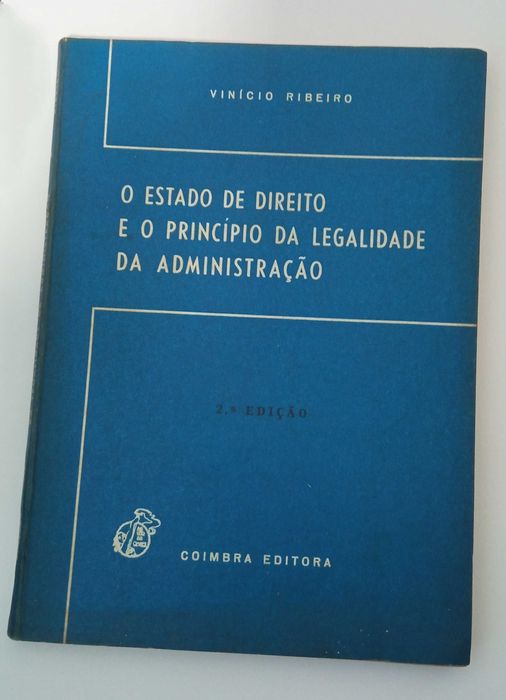 VINÍCIO RIBEIRO
O ESTADO DE DIREITO
E O PRINCÍPIO DA LEGALIDADE
DA ADMINISTRAÇÃO
2.ª EDIÇÃO
COIMBRA EDITORA